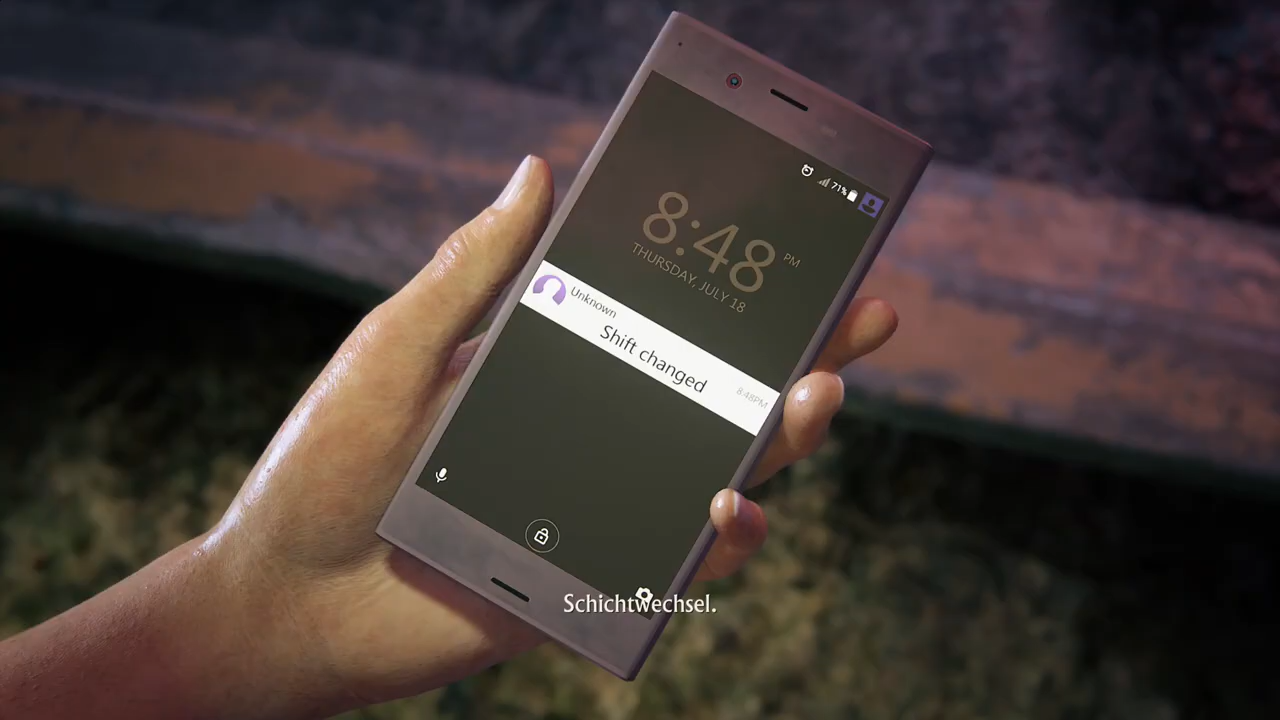 71%
8:48 PM
THURSDAY, JULY 18
Unknown
Shift changed
8:48PM
Schichtwechsel.